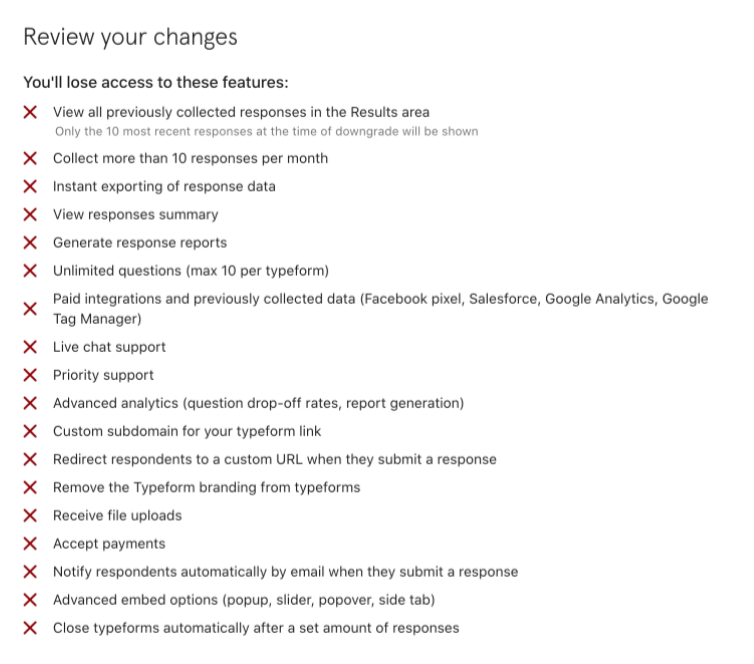 Review your changes
You'll lose access to these features:
View all previously collected responses in the Results area
Only the 10 most recent responses at the time of downgrade will be shown
Collect more than 10 responses per month
Instant exporting of response data
View responses summary
Generate response reports
Unlimited questions (max 10 per typeform)
Paid integrations and previously collected data (Facebook pixel, Salesforce, Google Analytics, Google
Tag Manager)
Live chat support
Priority support
Advanced analytics (question drop-off rates, report generation)
Custom subdomain for your typeform link
Redirect respondents to a custom URL when they submit a response
Remove the Typeform branding from typeforms
Receive file uploads
Accept payments
Notify respondents automatically by email when they submit a response
Advanced embed options (popup, slider, popover, side tab)
Close typeforms automatically after a set amount of responses